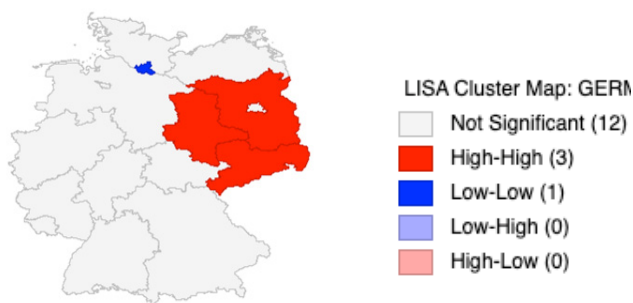 LISA Cluster Map: GERM
Not Significant (12)
High-High (3)
Low-Low (1)
Low-High (0)
High-Low (0)